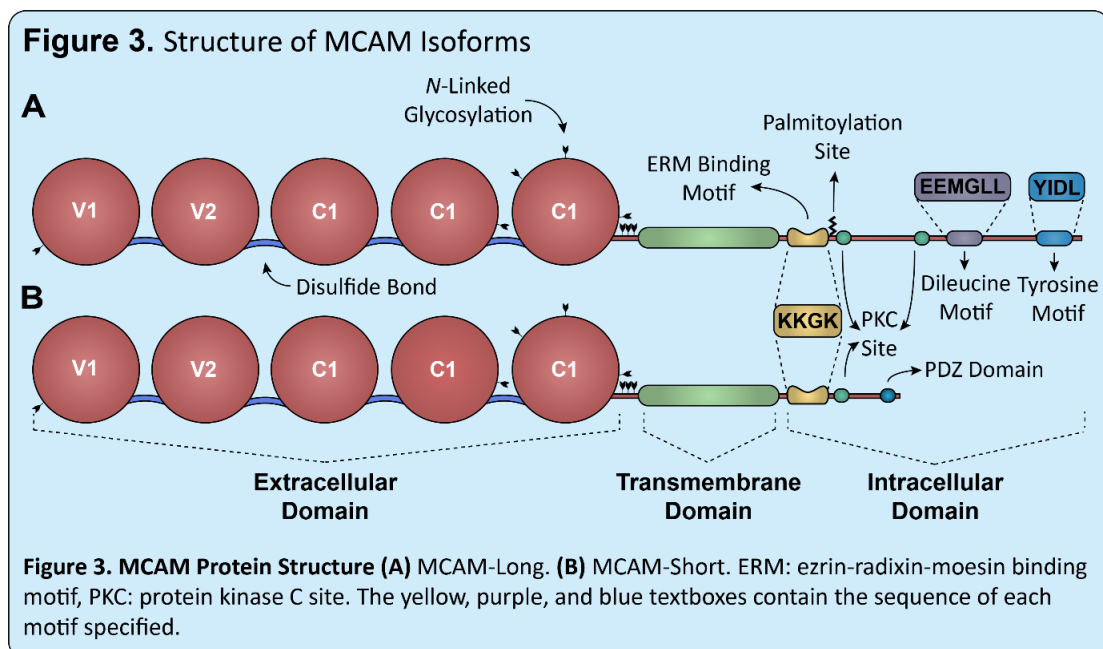 Figure 3. Structure of MCAM Isoforms
A
N-Linked
Glycosylation
Palmitoylation
Site
ERM Binding
Motif
EEMGLL
YIDL
V1
V2
C1
C1
C1
Disulfide Bond
Dileucine
Motif
Tyrosine
Motif
B
KKGK
PKC
Site
PDZ Domain
V1
V2
C1
C1
C1
Extracellular
Domain
Transmembrane
Domain
Intracellular
Domain
Figure 3. MCAM Protein Structure (A) MCAM-Long. (B) MCAM-Short. ERM: ezrin-radixin-moesin binding
motif, PKC: protein kinase C site. The yellow, purple, and blue textboxes contain the sequence of each
motif specified.